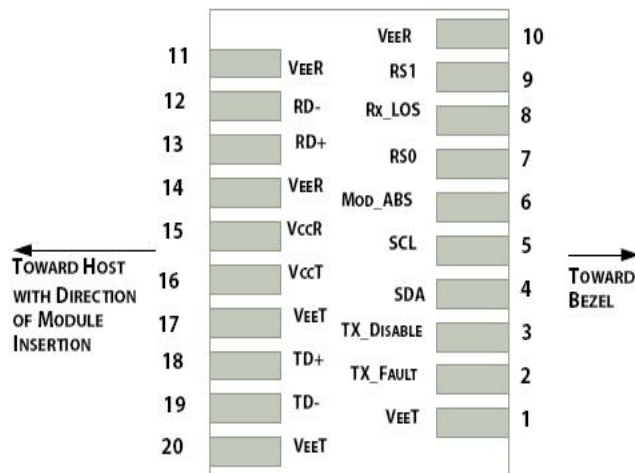 VEER 10
11 VEER RS1 9
12 RD- RX_LOS 8
13 RD+ RS0 7
14 VEER MOD_ABS 6
15 VCCR SCL 5
TOWARD HOST
WITH DIRECTION
OF MODULE
INSERTION
16 VCCT SDA 4
TOWARD
BEZEL
17 VEET TX_DISABLE 3
18 TD+ TX_FAULT 2
19 TD- VEET 1
20 VEET